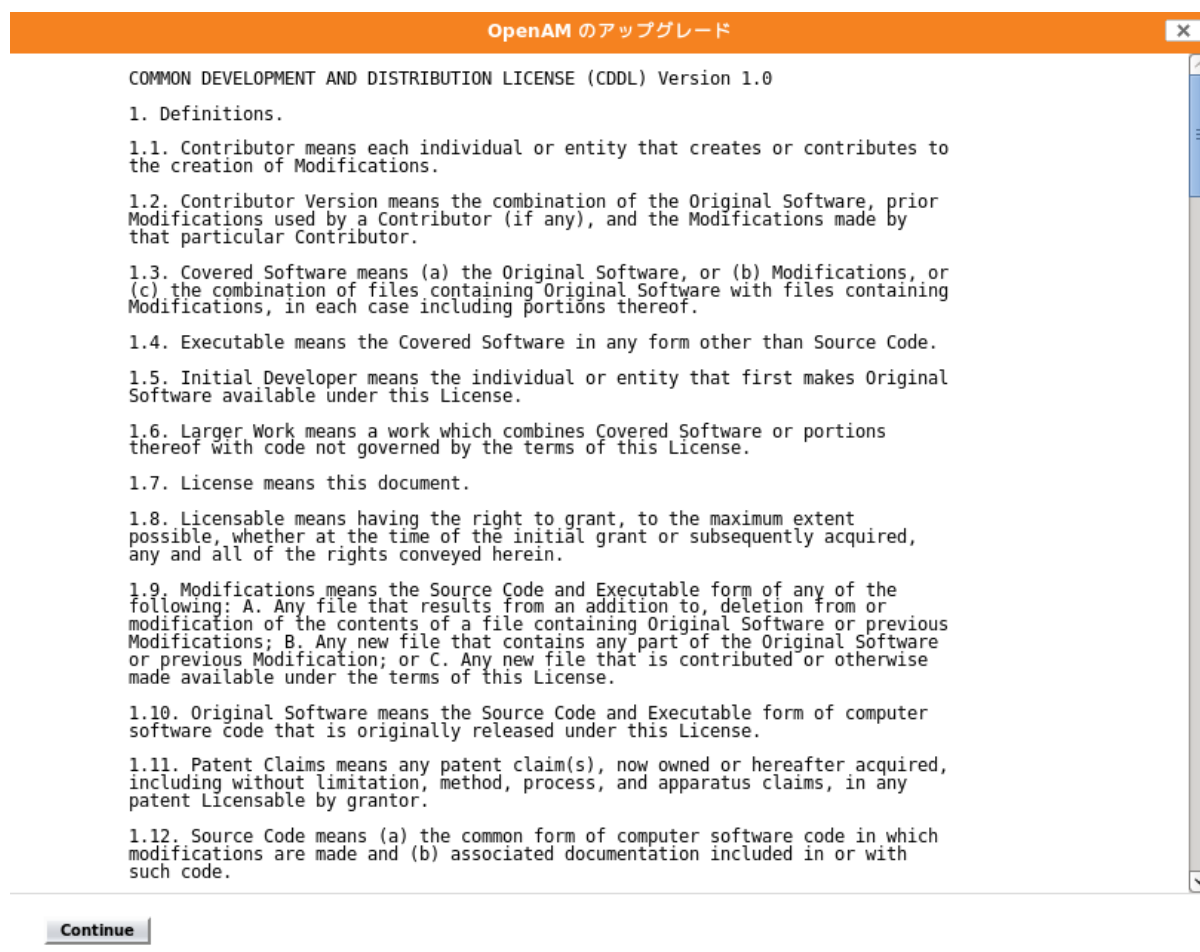 OpenAM のアップグレード
COMMON DEVELOPMENT AND DISTRIBUTION LICENSE (CDDL) Version 1.0
1. Definitions.
1.1. Contributor means each individual or entity that creates or contributes to
the creation of Modifications.
1.2. Contributor Version means the combination of the Original Software, prior
Modifications used by a Contributor (if any), and the Modifications made by
that particular Contributor.
1.3. Covered Software means (a) the Original Software, or (b) Modifications, or
(c) the combination of files containing Original Software with files containing
Modifications, in each case including portions thereof.
1.4. Executable means the Covered Software in any form other than Source Code.
1.5. Initial Developer means the individual or entity that first makes Original
Software available under this License.
1.6. Larger Work means a work which combines Covered Software or portions
thereof with code not governed by the terms of this License.
1.7. License means this document.
1.8. Licensable means having the right to grant, to the maximum extent
possible, whether at the time of the initial grant or subsequently acquired,
any and all of the rights conveyed herein.
1.9. Modifications means the Source Code and Executable form of any of the
following: A. Any file that results from an addition to, deletion from or
modification of the contents of a file containing Original Software or previous
Modifications; B. Any new file that contains any part of the Original Software
or previous Modification; or C. Any new file that is contributed or otherwise
made available under the terms of this License.
1.10. Original Software means the Source Code and Executable form of computer
software code that is originally released under this License.
1.11. Patent Claims means any patent claim(s), now owned or hereafter acquired,
including without limitation, method, process, and apparatus claims, in any
patent Licensable by grantor.
1.12. Source Code means (a) the common form of computer software code in which
modifications are made and (b) associated documentation included in or with
such code.
Continue